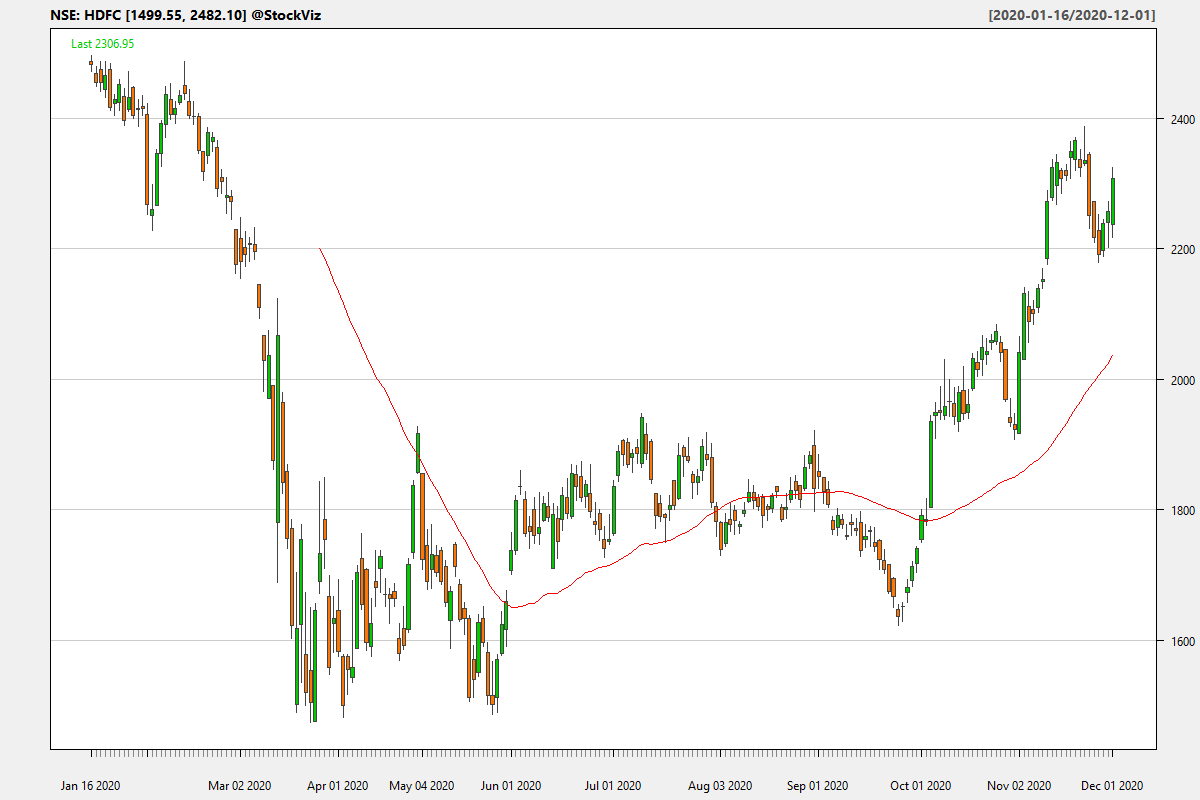 NSE: HDFC [1499.55, 2482.10] @StockViz [2020-01-16/2020-12-01]
Last 2306.95
2400
2200
2000
1800
1600
Jan 16 2020 Mar 02 2020 Apr 01 2020 May 04 2020 Jun 01 2020 Jul 01 2020 Aug 03 2020 Sep 01 2020 Oct 01 2020 Nov 02 2020 Dec 01 2020